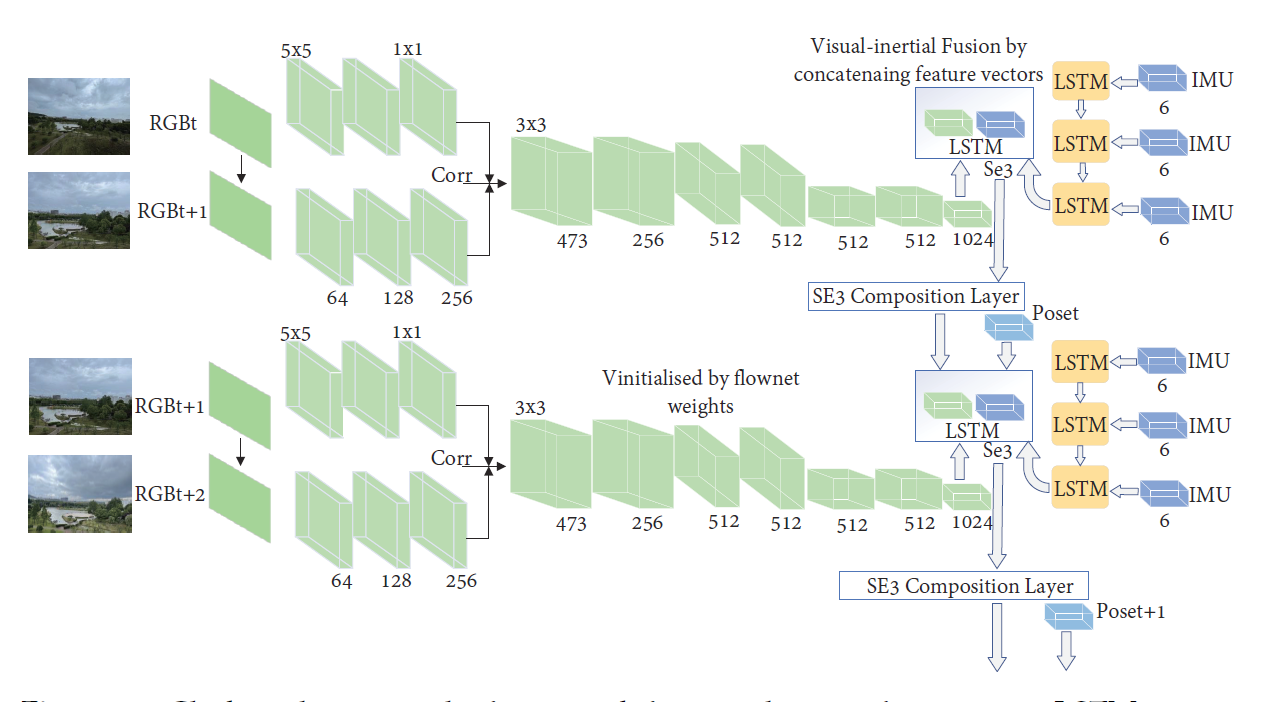 Visual-inertial Fusion by
concatenaing feature vectors
5x5
1x1
RGBt
RGBt+1
Corr
64
128
256
3x3
473
256
512
512
512
512
1024
LSTM
Se3
LSTM
IMU
6
LSTM
IMU
6
LSTM
IMU
6
SE3 Composition Layer
Poset
5x5
1x1
RGBt+1
RGBt+2
Corr
64
128
256
Vinitialised by flownet
weights
3x3
473
256
512
512
512
512
1024
LSTM
Se3
LSTM
IMU
6
LSTM
IMU
6
LSTM
IMU
6
SE3 Composition Layer
Poset+1